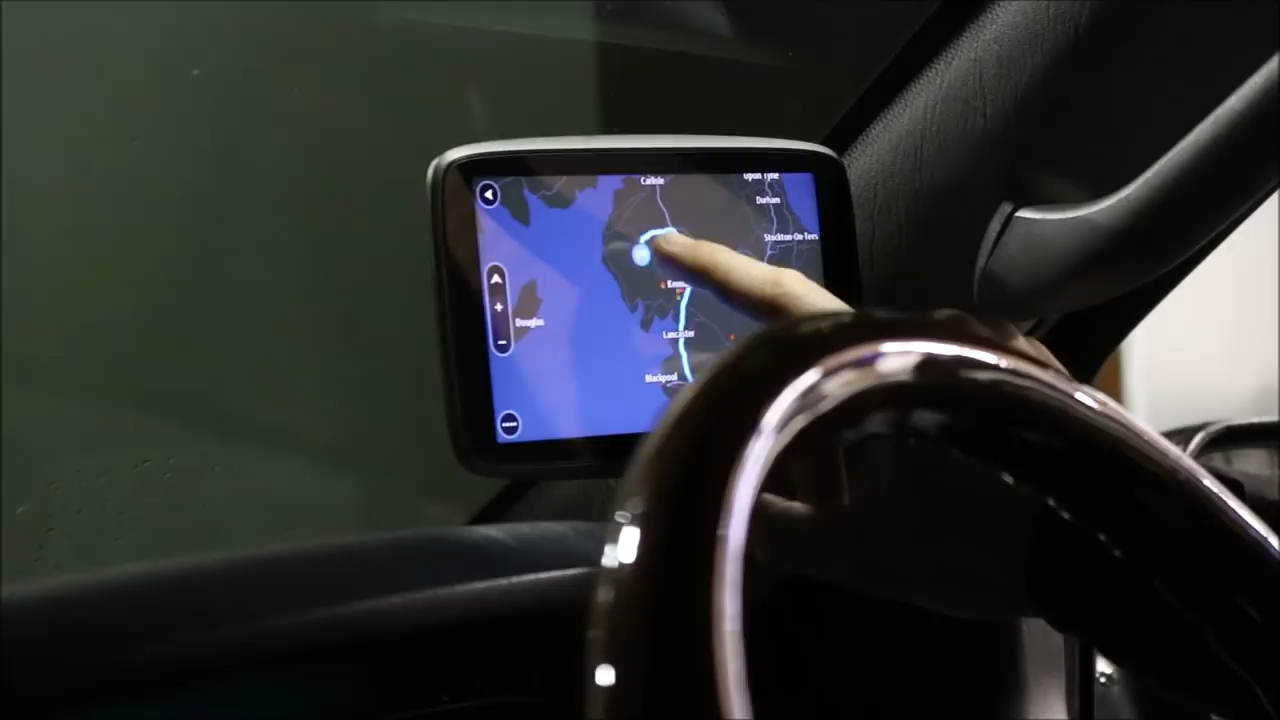 Carlisle
Upon Tyne
Durham
Stockton-On-Tees
Douglas
Lancaster
Blackpool